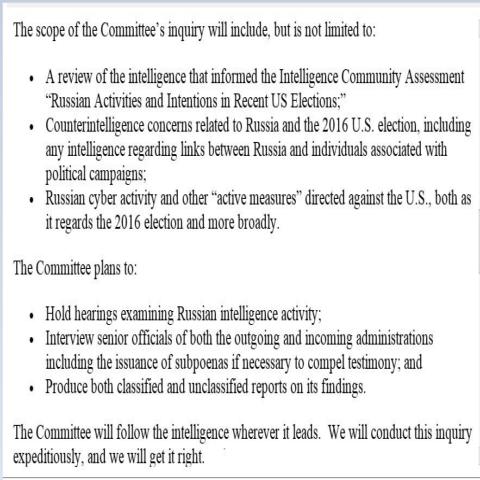 The scope of the Committee's inquiry will include, but is not limited to:
• A review of the intelligence that informed the Intelligence Community Assessment
“Russian Activities and Intentions in Recent US Elections;”
• Counterintelligence concerns related to Russia and the 2016 U.S. election, including
any intelligence regarding links between Russia and individuals associated with
political campaigns;
• Russian cyber activity and other “active measures” directed against the U.S., both as
it regards the 2016 election and more broadly.
The Committee plans to:
• Hold hearings examining Russian intelligence activity;
• Interview senior officials of both the outgoing and incoming administrations
including the issuance of subpoenas if necessary to compel testimony; and
• Produce both classified and unclassified reports on its findings.
The Committee will follow the intelligence wherever it leads.  We will conduct this inquiry
expeditiously, and we will get it right.